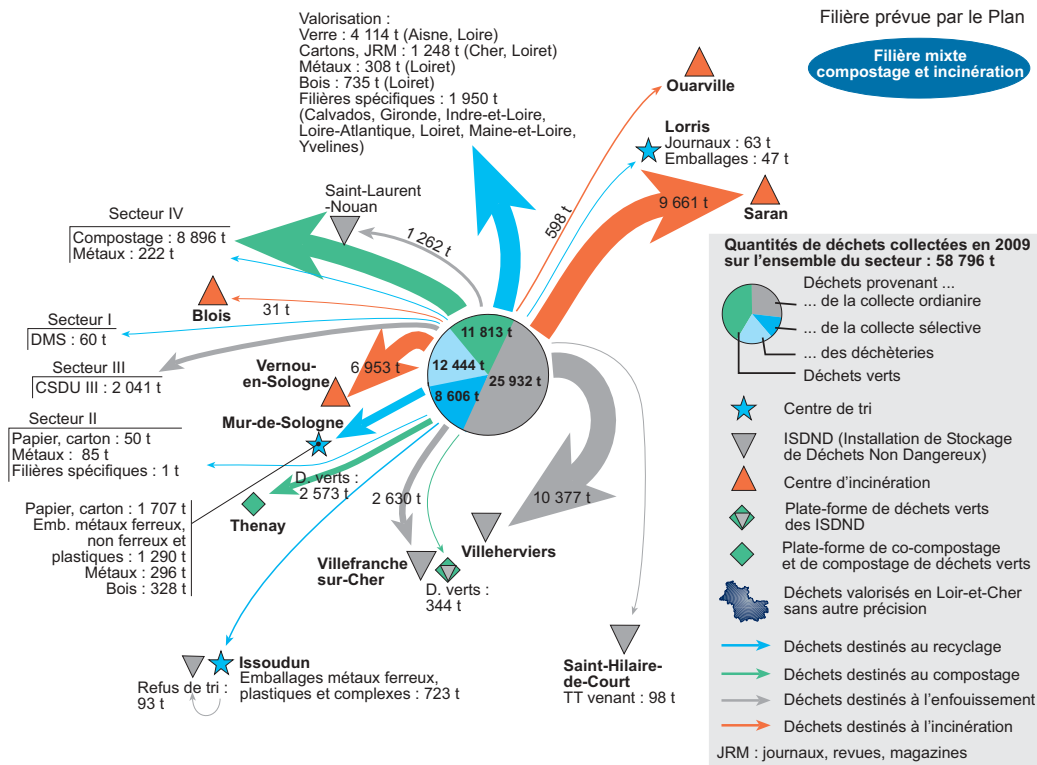 Valorisation :
Verre : 4 114 t (Aisne, Loire)
Cartons, JRM : 1 248 t (Cher, Loiret)
Métaux : 308 t (Loiret)
Bois : 735 t (Loiret)
Filières spécifiques : 1 950 t
(Calvados, Gironde, Indre-et-Loire,
Loire-Atlantique, Loiret, Maine-et-Loire,
Yvelines)
Filière prévue par le Plan
Filière mixte
compostage et incinération
Ouarville
Lorris
Journaux : 63 t
Emballages : 47 t
598 t
9 661 t
Saran
Saint-Laurent
-Nouan
1 262 t
Secteur IV
Compostage : 8 896 t
Métaux : 222 t
Blois
31 t
Secteur I
DMS : 60 t
Secteur III
CSDU III : 2 041 t
Vernou-
en-Sologne
6 953 t
11 813 t
12 444 t
25 932 t
8 606 t
Mur-de-Sologne
Secteur II
Papier, carton : 50 t
Métaux : 85 t
Filières spécifiques : 1 t
D. verts :
2 573 t
Thenay
Papier, carton : 1 707 t
Emb. métaux ferreux,
non ferreux et
plastiques : 1 290 t
Métaux : 296 t
Bois : 328 t
2 630 t
10 377 t
Villeherviers
Villefranche
sur-Cher
D. verts :
344 t
Saint-Hilaire-
de-Court
TT venant : 98 t
Issoudun
Emballages métaux ferreux,
plastiques et complexes : 723 t
Refus de tri :
93 t
Quantités de déchets collectées en 2009
sur l'ensemble du secteur : 58 796 t
Déchets provenant ...
... de la collecte ordianire
... de la collecte sélective
... des déchèteries
Déchets verts
Centre de tri
ISDND (Installation de Stockage
de Déchets Non Dangereux)
Centre d'incinération
Plate-forme de déchets verts
des ISDND
Plate-forme de co-compostage
et de compostage de déchets verts
Déchets valorisés en Loir-et-Cher
sans autre précision
Déchets destinés au recyclage
Déchets destinés au compostage
Déchets destinés à l'enfouissement
Déchets destinés à l'incinération
JRM : journaux, revues, magazines